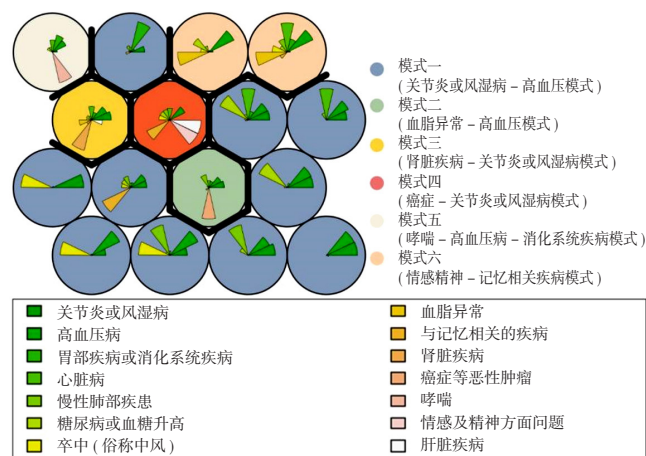 模式一
(关节炎或风湿病－高血压模式)
模式二
(血脂异常－高血压模式)
模式三
(肾脏疾病－关节炎或风湿病模式)
模式四
(癌症－关节炎或风湿病模式)
模式五
(哮喘－高血压病－消化系统疾病模式)
模式六
(情感精神－记忆相关疾病模式)
关节炎或风湿病
高血压病
胃部疾病或消化系统疾病
心脏病
慢性肺部疾患
糖尿病或血糖升高
卒中(俗称中风)
血脂异常
与记忆相关的疾病
肾脏疾病
癌症等恶性肿瘤
哮喘
情感及精神方面问题
肝脏疾病